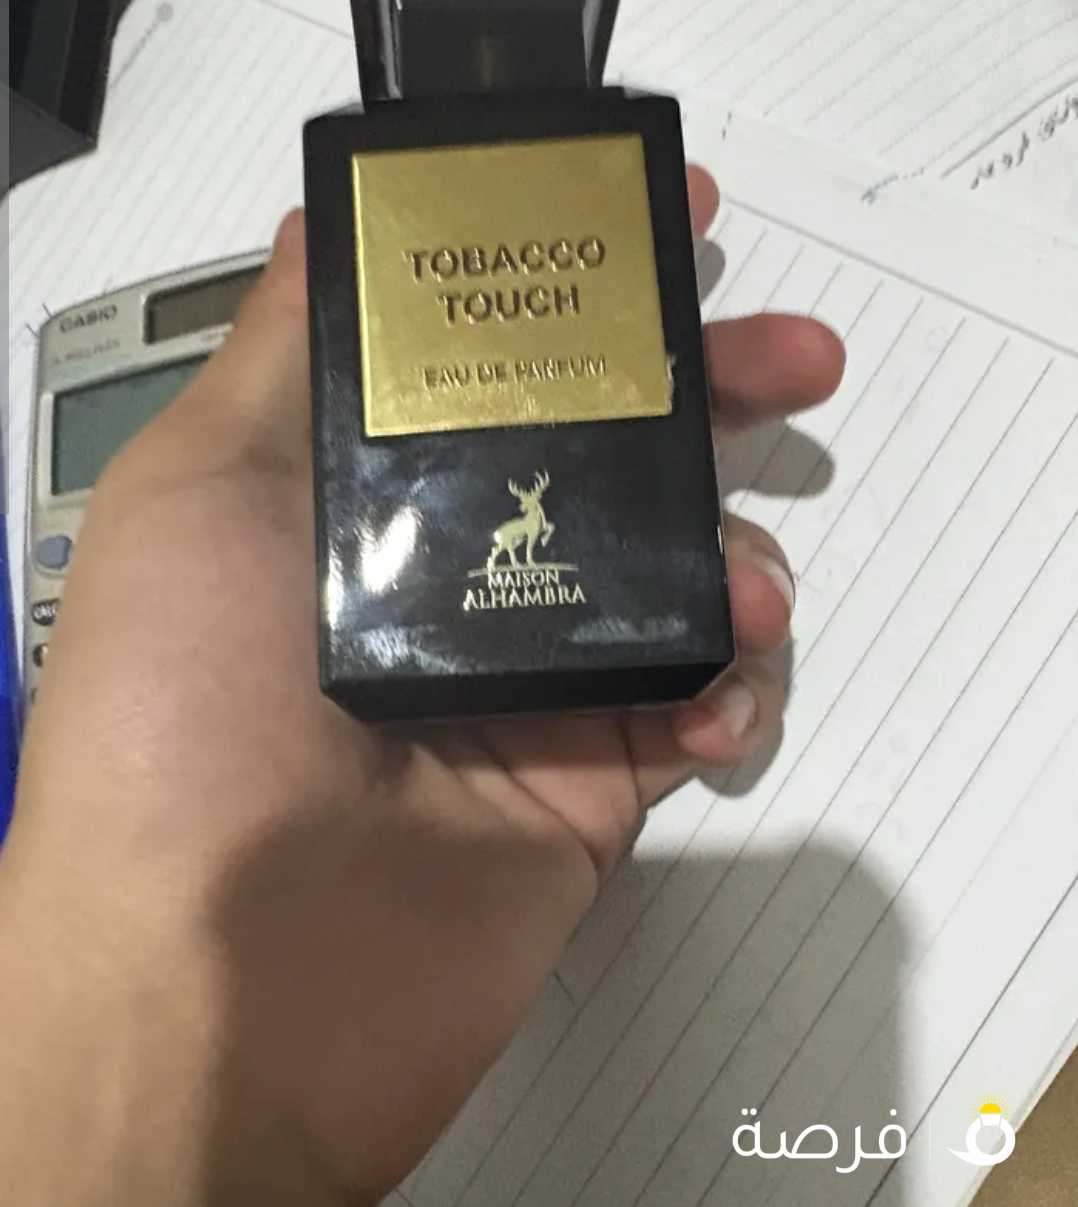 TOBACCO
TOUCH
EAU DE PARFUM
MAISON
ALHAMBRA
CASIO
فرصة